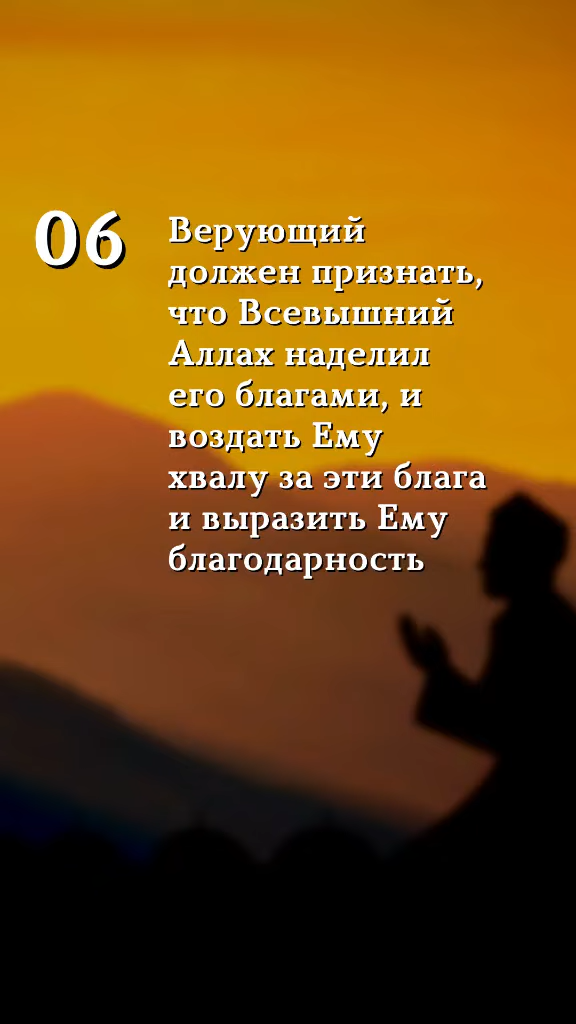 06
Верующий
должен признать,
что Всевышний
Аллах наделил
его благами, и
воздать Ему
хвалу за эти блага
и выразить Ему
благодарность